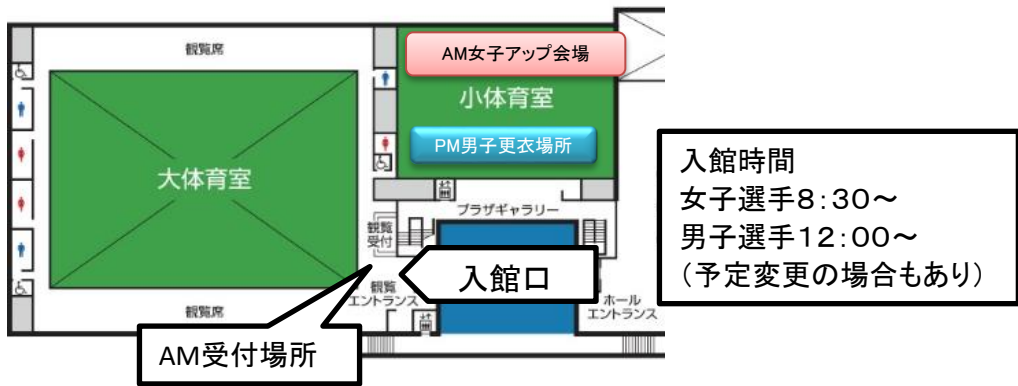 観覧席
AM女子アップ会場
小体育室
PM男子更衣場所
大体育室
プラザギャラリー
観覧
受付
入館口
観覧
エントランス
ホール
エントランス
観覧席
AM受付場所
入館時間
女子選手8:30～
男子選手12:00～
(予定変更の場合もあり)